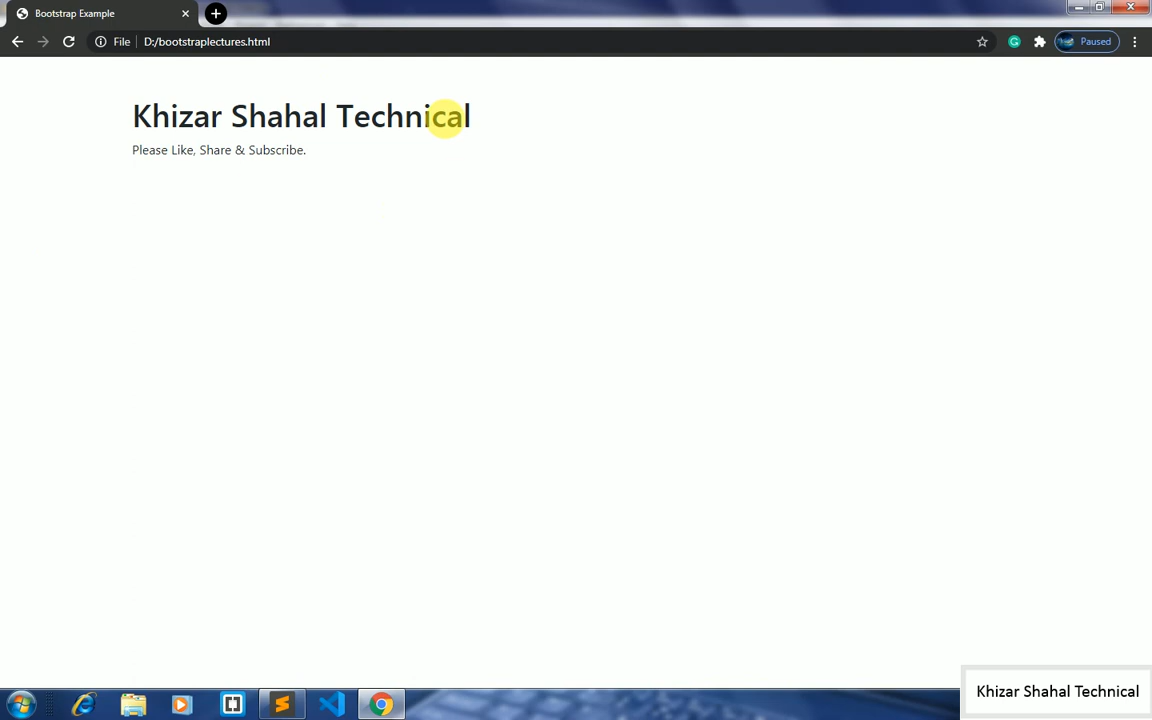 Bootstrap Example
File
D:/bootstraplectures.html
Paused
Khizar Shahal Technical
Please Like, Share & Subscribe.
Khizar Shahal Technical